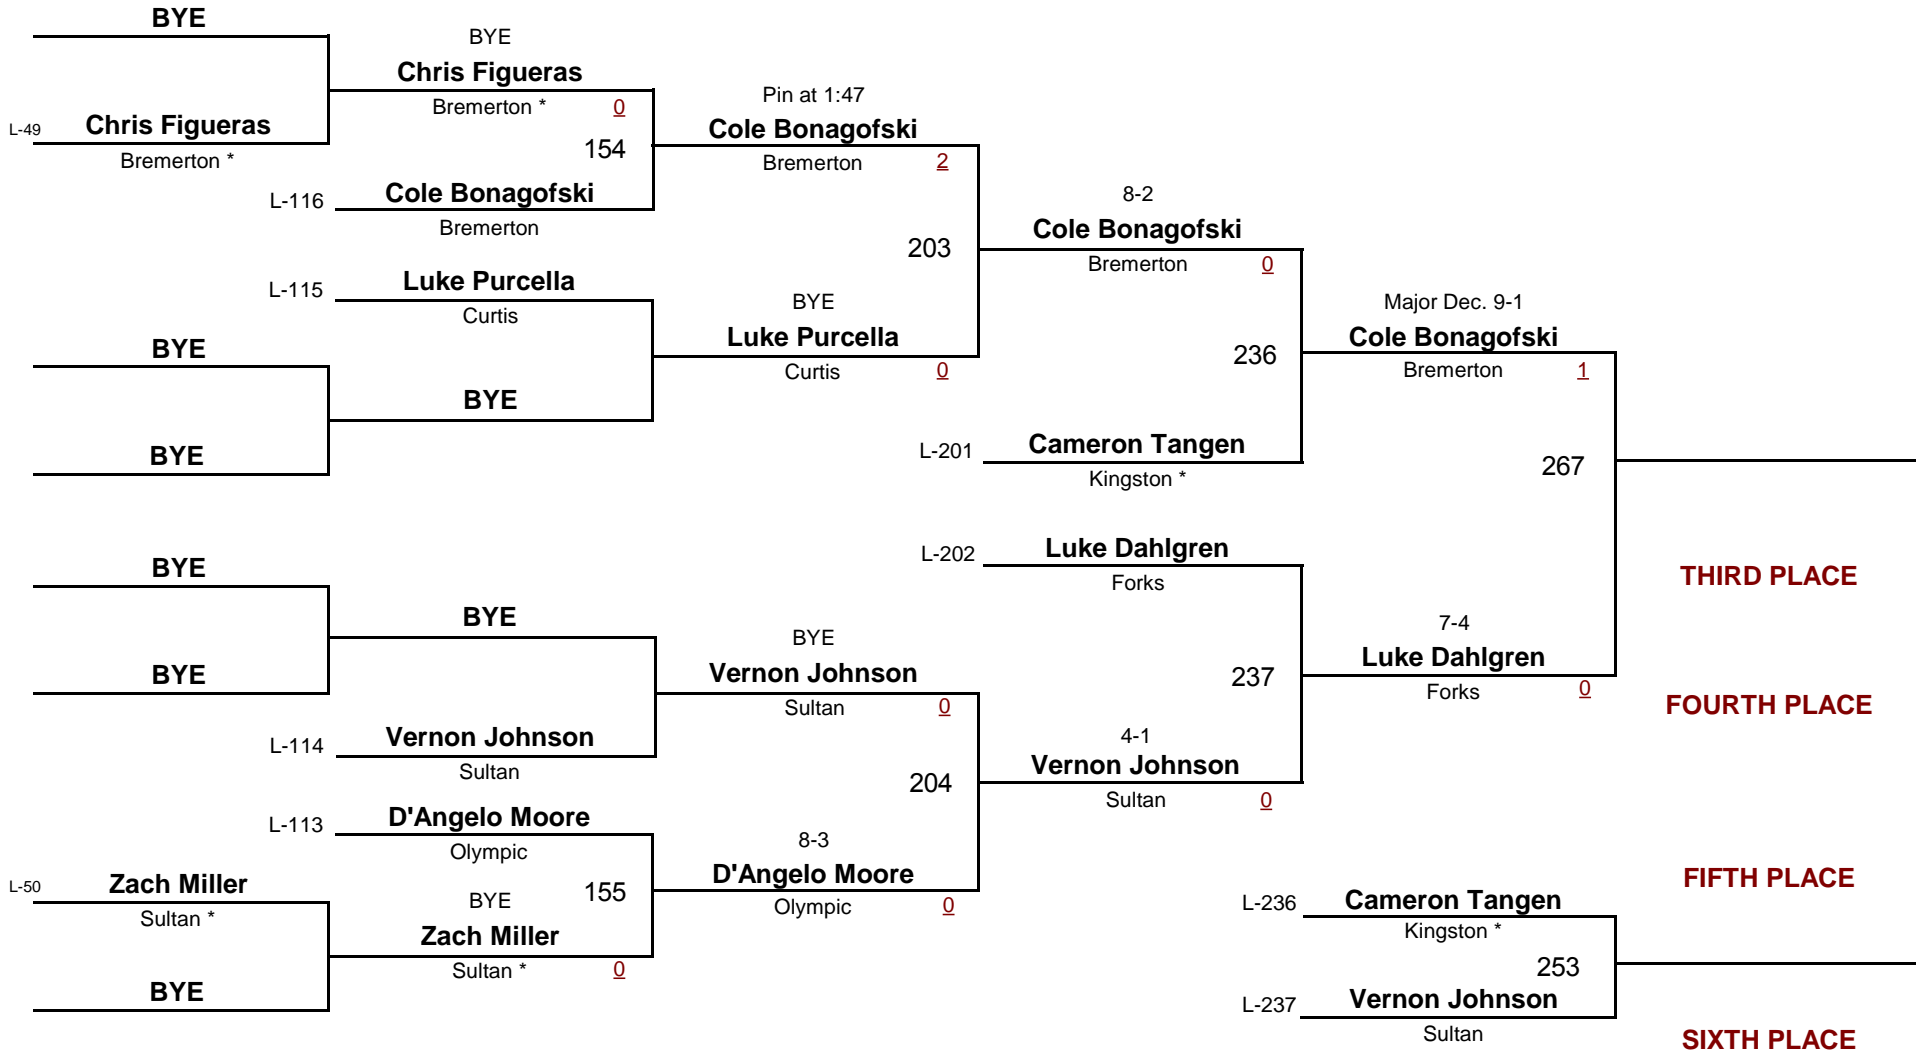 BYE
BYE
Chris Figueras
Bremerton *
0
L-49
Chris Figueras
Bremerton *
154
L-116
Cole Bonagofski
Bremerton
Pin at 1:47
Cole Bonagofski
Bremerton
2
203
8-2
Cole Bonagofski
Bremerton
0
L-115
Luke Purcella
Curtis
BYE
Luke Purcella
Curtis
0
BYE
BYE
BYE
236
Major Dec. 9-1
Cole Bonagofski
Bremerton
1
L-201
Cameron Tangen
Kingston *
267
L-202
Luke Dahlgren
Forks
THIRD PLACE
BYE
BYE
BYE
BYE
Vernon Johnson
Sultan
0
237
7-4
Luke Dahlgren
Forks
0
FOURTH PLACE
L-114
Vernon Johnson
Sultan
204
4-1
Vernon Johnson
Sultan
0
L-113
D'Angelo Moore
Olympic
8-3
D'Angelo Moore
Olympic
0
L-50
Zach Miller
Sultan *
155
BYE
Zach Miller
Sultan *
0
BYE
FIFTH PLACE
L-236
Cameron Tangen
Kingston *
253
L-237
Vernon Johnson
Sultan
SIXTH PLACE